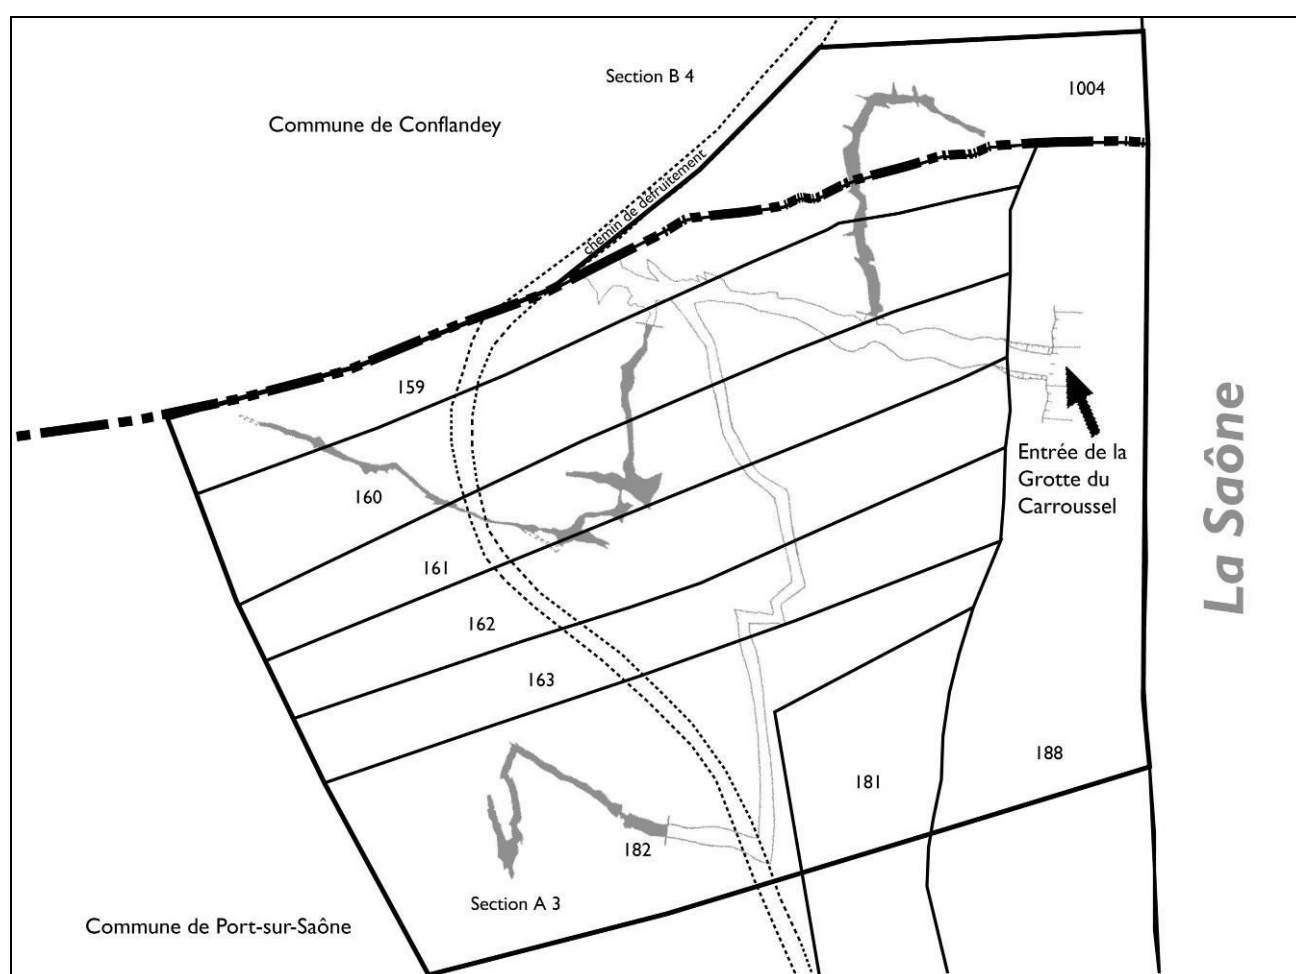 Section B 4
1004
Commune de Conflandey
chemin de défruitement
159
160
Entrée de la
Grotte du
Carroussel
La Saône
161
162
163
188
181
182
Section A 3
Commune de Port-sur-Saône